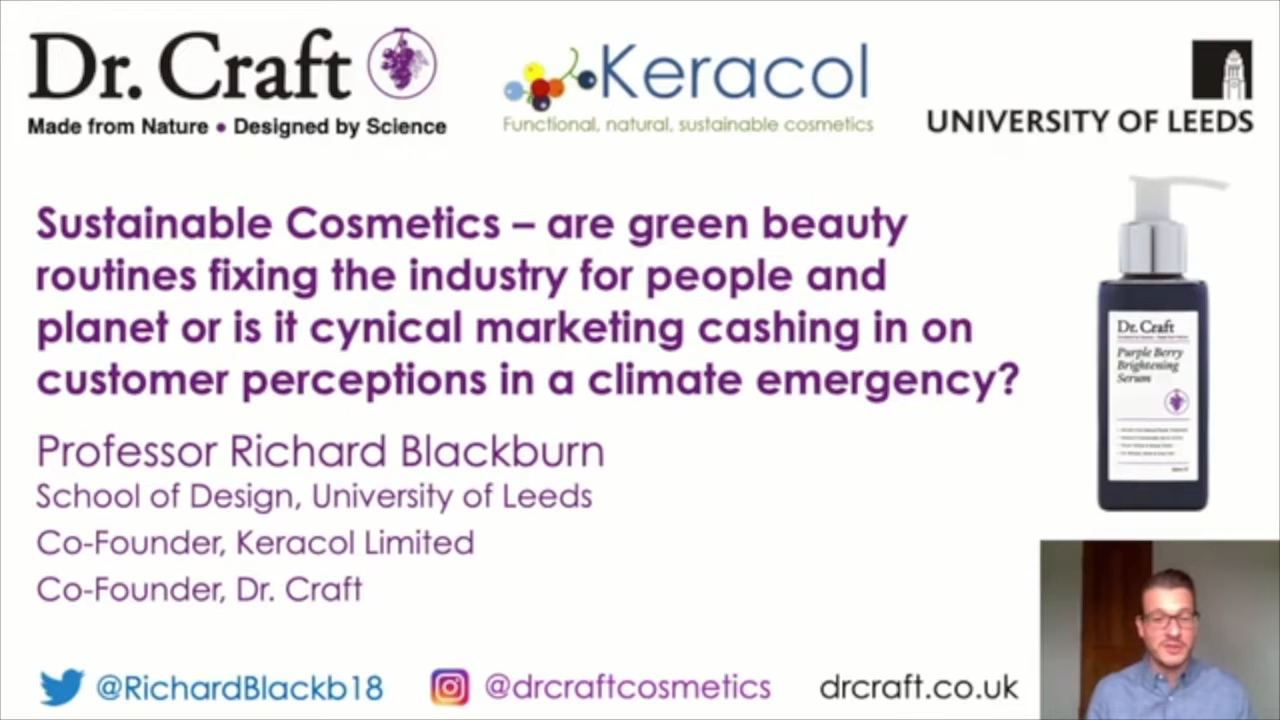 Dr. Craft
Made from Nature • Designed by Science
Keracol
Functional, natural, sustainable cosmetics
UNIVERSITY OF LEEDS
Sustainable Cosmetics – are green beauty
routines fixing the industry for people and
planet or is it cynical marketing cashing in on
customer perceptions in a climate emergency?
Professor Richard Blackburn
School of Design, University of Leeds
Co-Founder, Keracol Limited
Co-Founder, Dr. Craft
Dr. Craft
Purple Berry
Brightening
Serum
@RichardBlackb18
@drcraftcosmetics
drcraft.co.uk